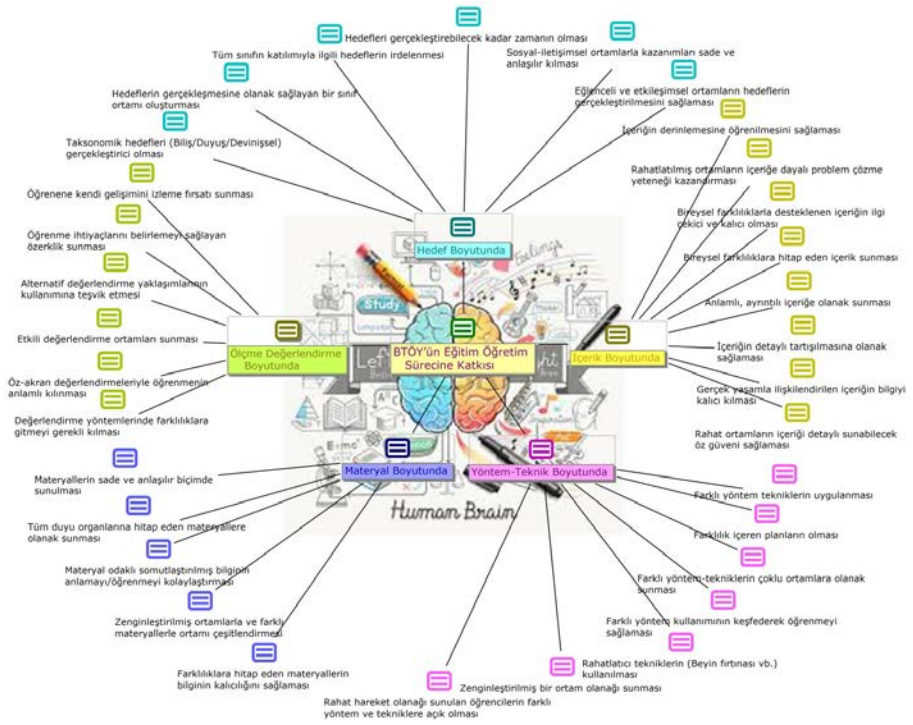 Hedefleri gerçekleştirebilecek kadar zamanın olması
Tüm sınıfın katılımıyla ilgili hedeflerin irdelenmesi
Sosyal-iletişimsel ortamlarla kazanımları sade ve
anlaşılır kılması
Hedeflerin gerçekleşmesine olanak sağlayan bir sınıf
ortamı oluşturması
Eğlenceli ve etkileşimsel ortamların hedeflerin
gerçekleştirilmesini sağlaması
Taksonomik hedefleri (Biliş/Duyuş/Devinişsel)
gerçekleştirici olması
Hedef Boyutunda
İçeriğin derinlemesine öğrenilmesini sağlaması
Rahatlatılmış ortamların içeriğe dayalı problem çözme
yeteneği kazandırması
Bireysel farklılıklarla desteklenen içeriğin ilgi
çekici ve kalıcı olması
Bireysel farklılıklara hitap eden içerik sunması
Anlamlı, ayrıntılı içeriğe olanak sunması
İçeriğin detaylı tartışılmasına olanak
sağlaması
Gerçek yaşamla ilişkilendirilen içeriğin bilgiyi
kalıcı kılması
Rahat ortamların içeriği detaylı sunabilecek
öz güveni sağlaması
İçerik Boyutunda
Öğrenene kendi gelişimini izleme fırsatı sunması
Öğrenme ihtiyaçlarını belirlemeyi sağlayan
özerklik sunması
Alternatif değerlendirme yaklaşımlarının
kullanımına teşvik etmesi
Etkili değerlendirme ortamları sunması
Öz-akran değerlendirmeleriyle öğrenmenin
anlamlı kılınması
Değerlendirme yöntemlerinde farklılıklara
gitmeyi gerekli kılması
Ölçme Değerlendirme
Boyutunda
BTÖY'ün Eğitim Öğretim
Sürecine Katkısı
Materyal Boyutunda
Materyallerin sade ve anlaşılır biçimde
sunulması
Tüm duyu organlarına hitap eden materyallere
olanak sunması
Materyal odaklı somutlaştırılmış bilginin
anlamayı/öğrenmeyi kolaylaştırması
Zenginleştirilmiş ortamlarla ve farklı
materyallerle ortamı çeşitlendirmesi
Farklılıklara hitap eden materyallerin
bilginin kalıcılığını sağlaması
Yöntem-Teknik Boyutunda
Farklı yöntem tekniklerin uygulanması
Farklılık içeren planların olması
Farklı yöntem-tekniklerin çoklu ortamlara olanak
sunması
Farklı yöntem kullanımının keşfederek öğrenmeyi
sağlaması
Rahatlatıcı tekniklerin (Beyin fırtınası vb.)
kullanılması
Zenginleştirilmiş bir ortam olanağı sunması
Rahat hareket olanağı sunulan öğrencilerin farklı
yöntem ve tekniklere açık olması
Study
Feelings
Left
Human Brain